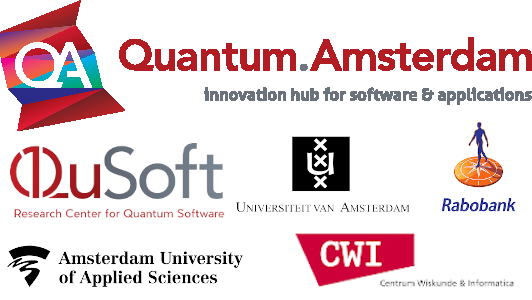 QA
Quantum.Amsterdam
innovation hub for software & applications
QuSoft
Research Center for Quantum Software
U
UNIVERSITEIT VAN AMSTERDAM
Rabobank
Amsterdam University
of Applied Sciences
CWI
Centrum Wiskunde & Informatica